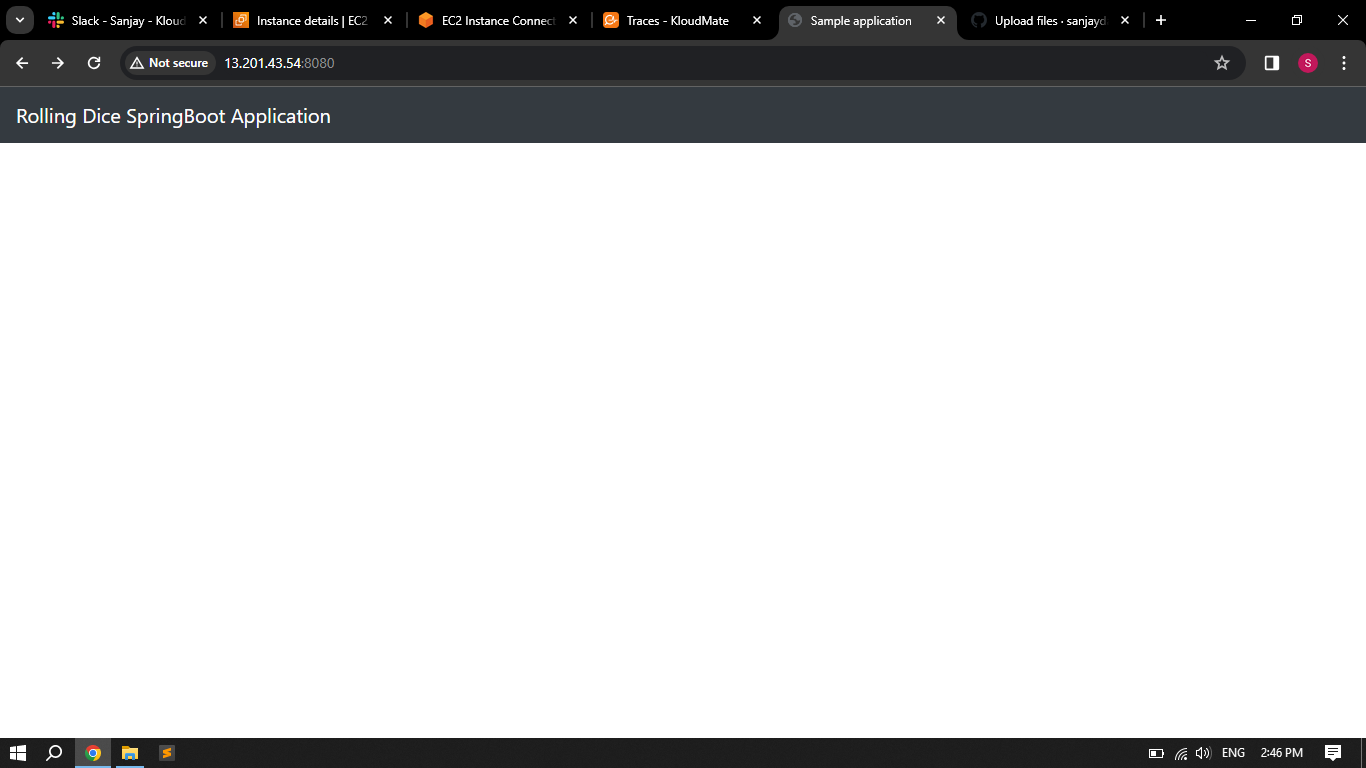 Slack - Sanjay - Kloud
Instance details | EC2
EC2 Instance Connect
Traces - KloudMate
Sample application
Upload files · sanjayd
Not secure
13.201.43.54:8080
S
Rolling Dice SpringBoot Application
ENG
2:46 PM